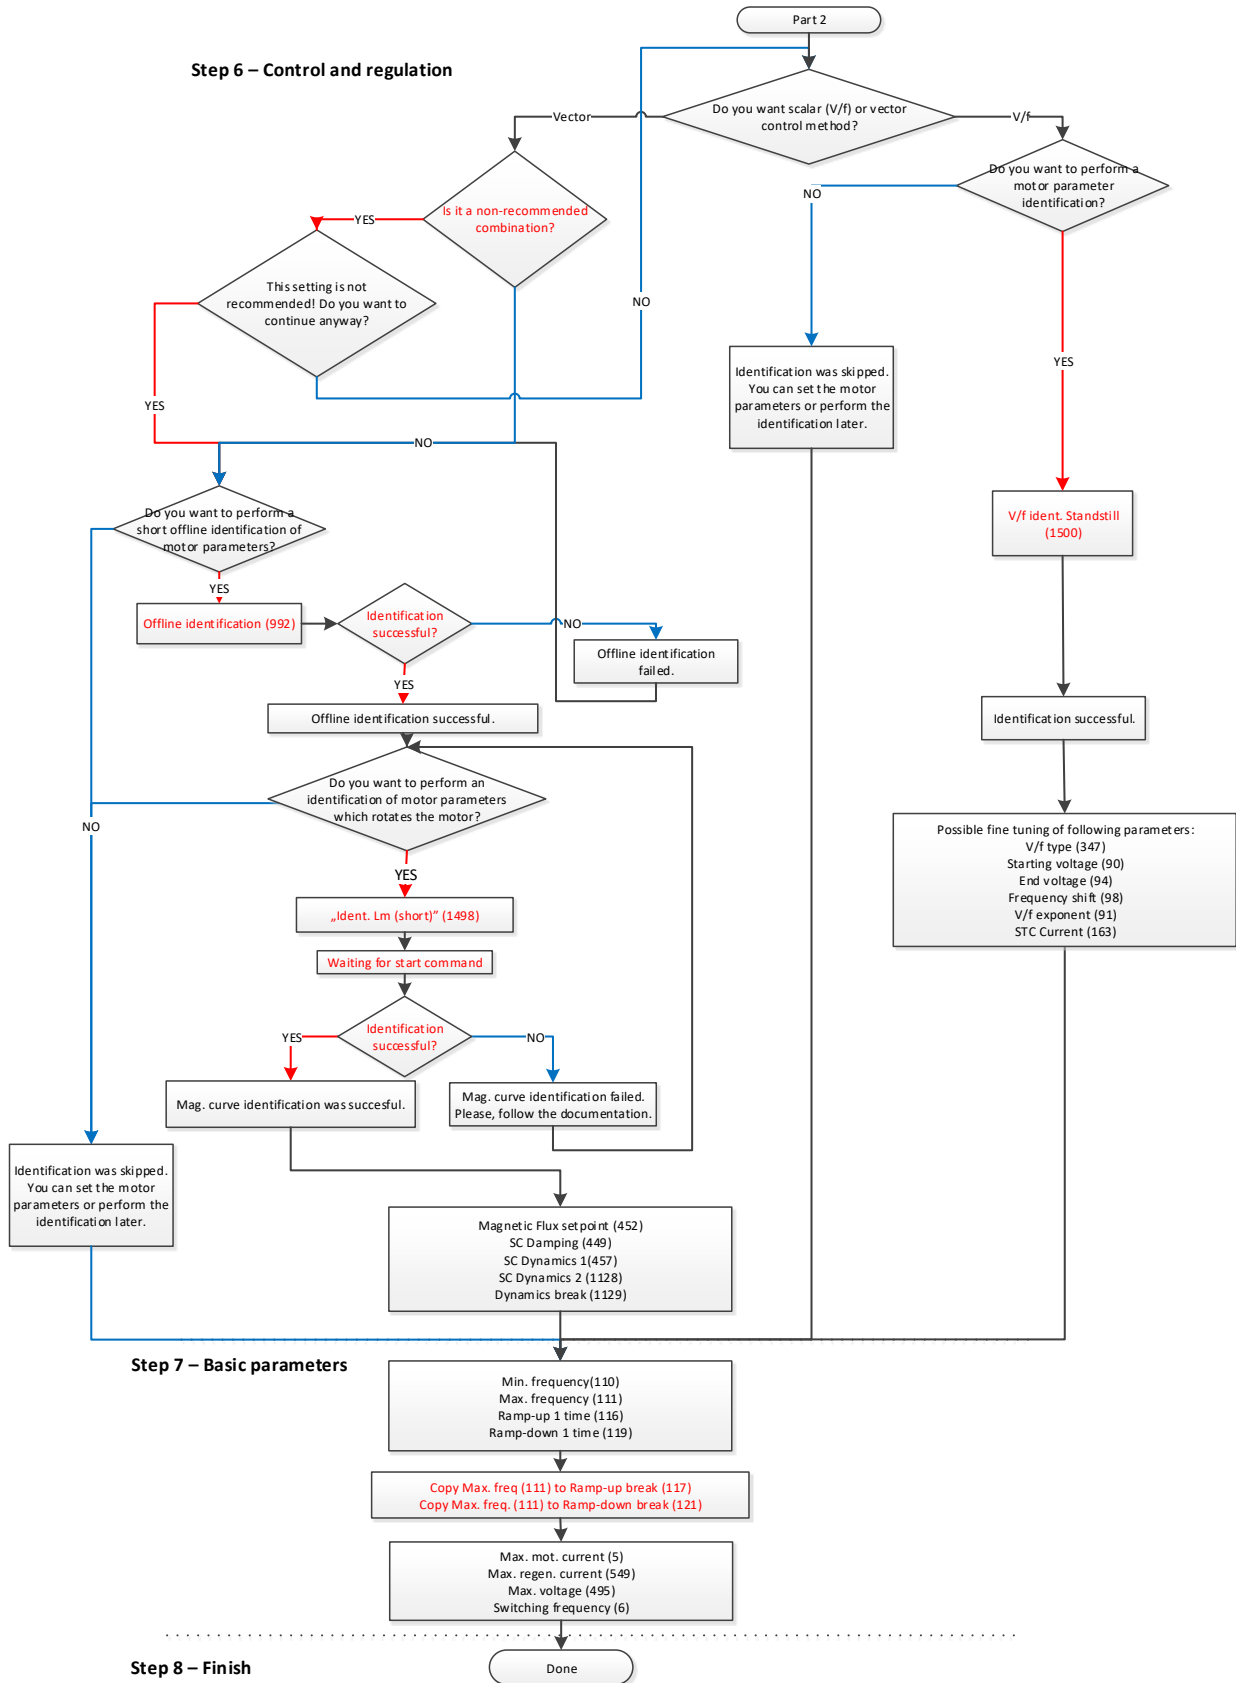 Part 2
Step 6 – Control and regulation
Do you want scalar (V/f) or vector
control method?
Vector
V/f
Do you want to perform a
motor parameter
identification?
NO
Is it a non-recommended
combination?
YES
This setting is not
recommended! Do you want to
continue anyway?
NO
YES
Identification was skipped.
You can set the motor
parameters or perform the
identification later.
YES
NO
Do you want to perform a
short offline identification of
motor parameters?
V/f ident. Standstill
(1500)
YES
Offline identification (992)
Identification
successful?
NO
Offline identification
failed.
YES
Offline identification successful.
Identification successful.
Do you want to perform an
identification of motor parameters
which rotates the motor?
NO
Possible fine tuning of following parameters:
V/f type (347)
Starting voltage (90)
End voltage (94)
Frequency shift (98)
V/f exponent (91)
STC Current (163)
YES
„Ident. Lm (short)” (1498)
Waiting for start command
Identification
successful?
YES
NO
Mag. curve identification was succesful.
Mag. curve identification failed.
Please, follow the documentation.
Identification was skipped.
You can set the motor
parameters or perform the
identification later.
Magnetic Flux setpoint (452)
SC Damping (449)
SC Dynamics 1(457)
SC Dynamics 2 (1128)
Dynamics break (1129)
Step 7 – Basic parameters
Min. frequency(110)
Max. frequency (111)
Ramp-up 1 time (116)
Ramp-down 1 time (119)
Copy Max. freq (111) to Ramp-up break (117)
Copy Max. freq. (111) to Ramp-down break (121)
Max. mot. current (5)
Max. regen. current (549)
Max. voltage (495)
Switching frequency (6)
Step 8 – Finish
Done